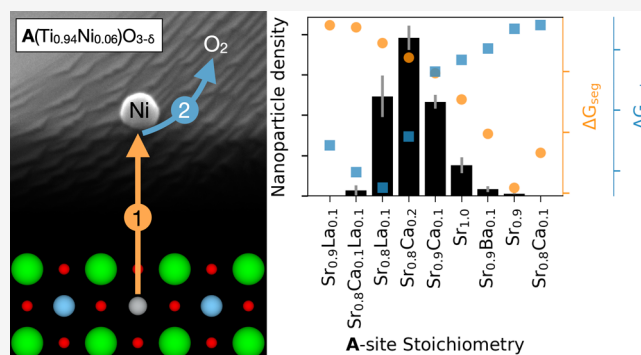 A(Ti₀.₉₄Ni₀.₀₆)O₃₋δ
O₂
Ni
2
1
Nanoparticle density
ΔG_seg
Sr₀.₉La₀.₁
Sr₀.₈Ca₀.₁La₀.₁
Sr₀.₈La₀.₁
Sr₀.₈Ca₀.₂
Sr₀.₉Ca₀.₁
Sr₁.₀
Sr₀.₉Ba₀.₁
Sr₀.₉
Sr₀.₈Ca₀.₁
A-site Stoichiometry